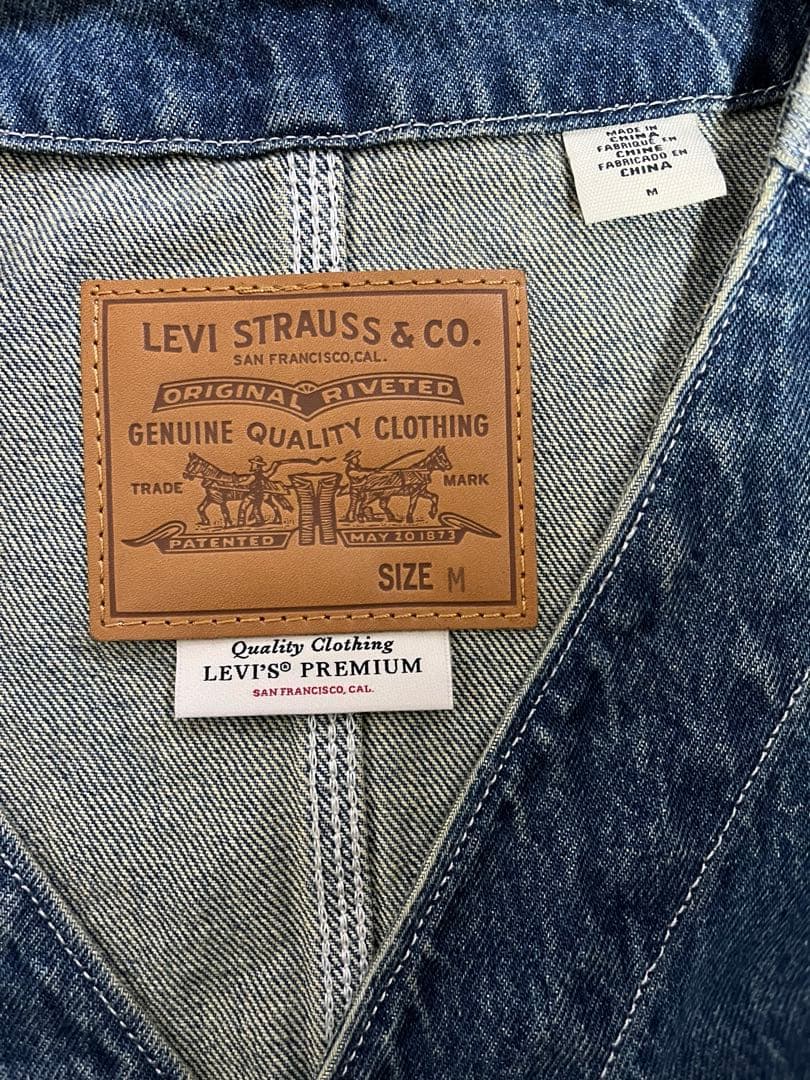 MADE IN
CHINA
FABRIQUÉ EN
CHINE
FABRICADO EN
CHINA
M
LEVI STRAUSS & CO.
SAN FRANCISCO, CAL.
ORIGINAL RIVETED
GENUINE QUALITY CLOTHING
TRADE MARK
PATENTED MAY 20 1873
SIZE M
Quality Clothing
LEVI'S® PREMIUM
SAN FRANCISCO, CAL.